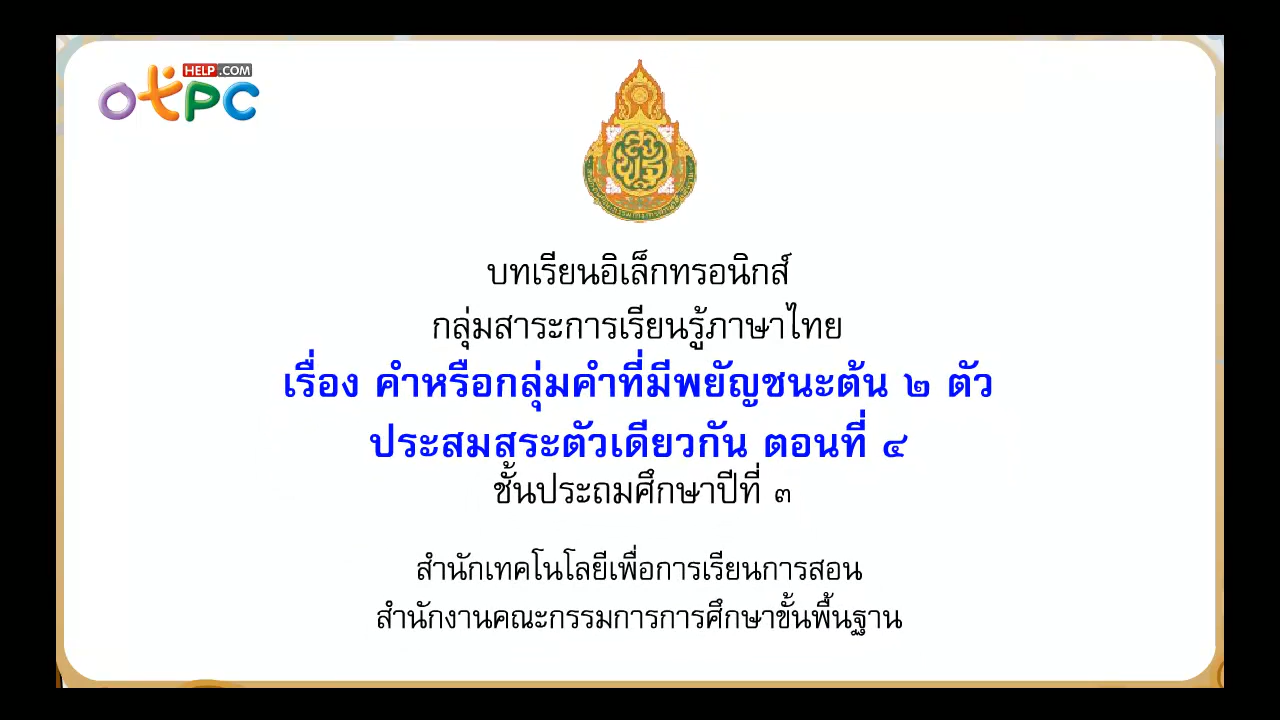 OTPC HELP.COM
บทเรียนอิเล็กทรอนิกส์
กลุ่มสาระการเรียนรู้ภาษาไทย
เรื่อง คำหรือกลุ่มคำที่มีพยัญชนะต้น ๒ ตัว
ประสมสระตัวเดียวกัน ตอนที่ ๔
ชั้นประถมศึกษาปีที่ ๓
สำนักเทคโนโลยีเพื่อการเรียนการสอน
สำนักงานคณะกรรมการการศึกษาขั้นพื้นฐาน